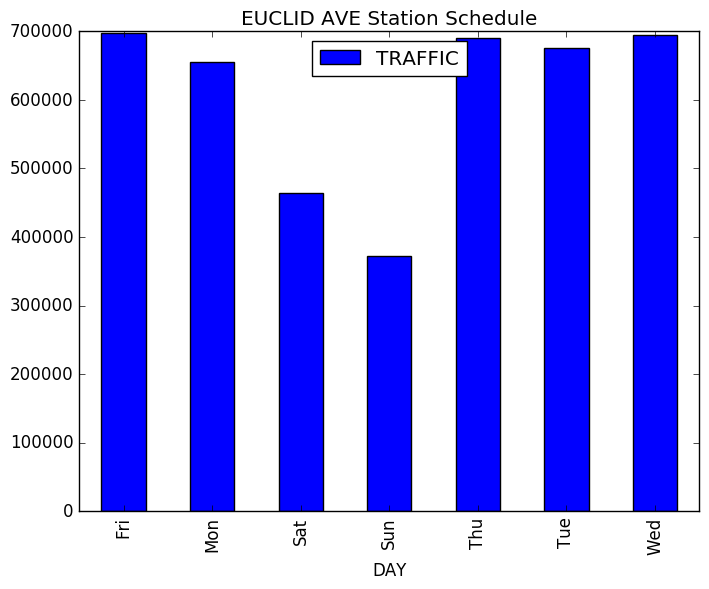 EUCLID AVE Station Schedule
TRAFFIC
700000
600000
500000
400000
300000
200000
100000
0
Fri
Mon
Sat
Sun
Thu
Tue
Wed
DAY